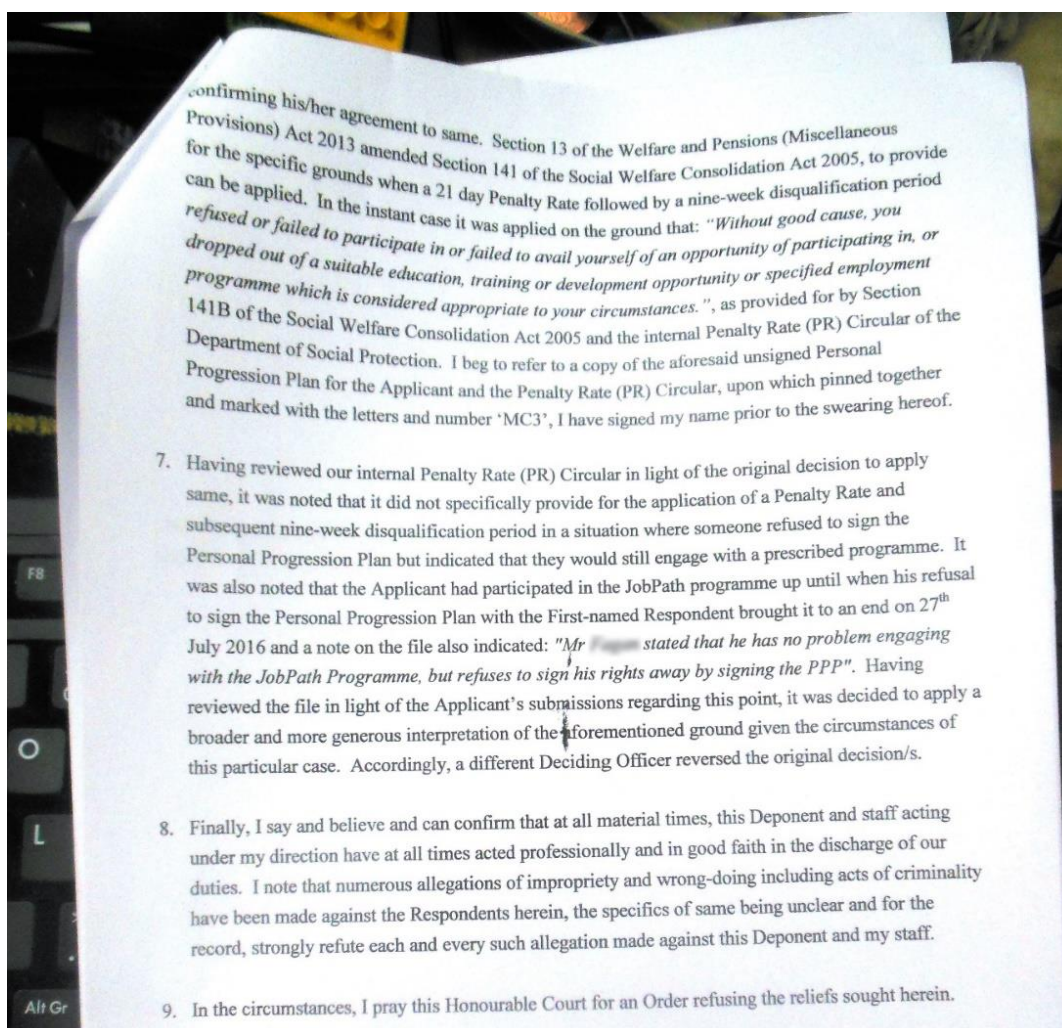 confirming his/her agreement to same. Section 13 of the Welfare and Pensions (Miscellaneous
Provisions) Act 2013 amended Section 141 of the Social Welfare Consolidation Act 2005, to provide
for the specific grounds when a 21 day Penalty Rate followed by a nine-week disqualification period
can be applied. In the instant case it was applied on the ground that: "Without good cause, you
refused or failed to participate in or failed to avail yourself of an opportunity of participating in, or
dropped out of a suitable education, training or development opportunity or specified employment
programme which is considered appropriate to your circumstances. ", as provided for by Section
141B of the Social Welfare Consolidation Act 2005 and the internal Penalty Rate (PR) Circular of the
Department of Social Protection. I beg to refer to a copy of the aforesaid unsigned Personal
Progression Plan for the Applicant and the Penalty Rate (PR) Circular, upon which pinned together
and marked with the letters and number ‘MC3’, I have signed my name prior to the swearing hereof.
7. Having reviewed our internal Penalty Rate (PR) Circular in light of the original decision to apply
same, it was noted that it did not specifically provide for the application of a Penalty Rate and
subsequent nine-week disqualification period in a situation where someone refused to sign the
Personal Progression Plan but indicated that they would still engage with a prescribed programme. It
was also noted that the Applicant had participated in the JobPath programme up until when his refusal
to sign the Personal Progression Plan with the First-named Respondent brought it to an end on 27th
July 2016 and a note on the file also indicated: "Mr stated that he has no problem engaging
with the JobPath Programme, but refuses to sign his rights away by signing the PPP". Having
reviewed the file in light of the Applicant’s submissions regarding this point, it was decided to apply a
broader and more generous interpretation of the aforementioned ground given the circumstances of
this particular case. Accordingly, a different Deciding Officer reversed the original decision/s.
8. Finally, I say and believe and can confirm that at all material times, this Deponent and staff acting
under my direction have at all times acted professionally and in good faith in the discharge of our
duties. I note that numerous allegations of impropriety and wrong-doing including acts of criminality
have been made against the Respondents herein, the specifics of same being unclear and for the
record, strongly refute each and every such allegation made against this Deponent and my staff.
9. In the circumstances, I pray this Honourable Court for an Order refusing the reliefs sought herein.
F8
O
L
Alt Gr